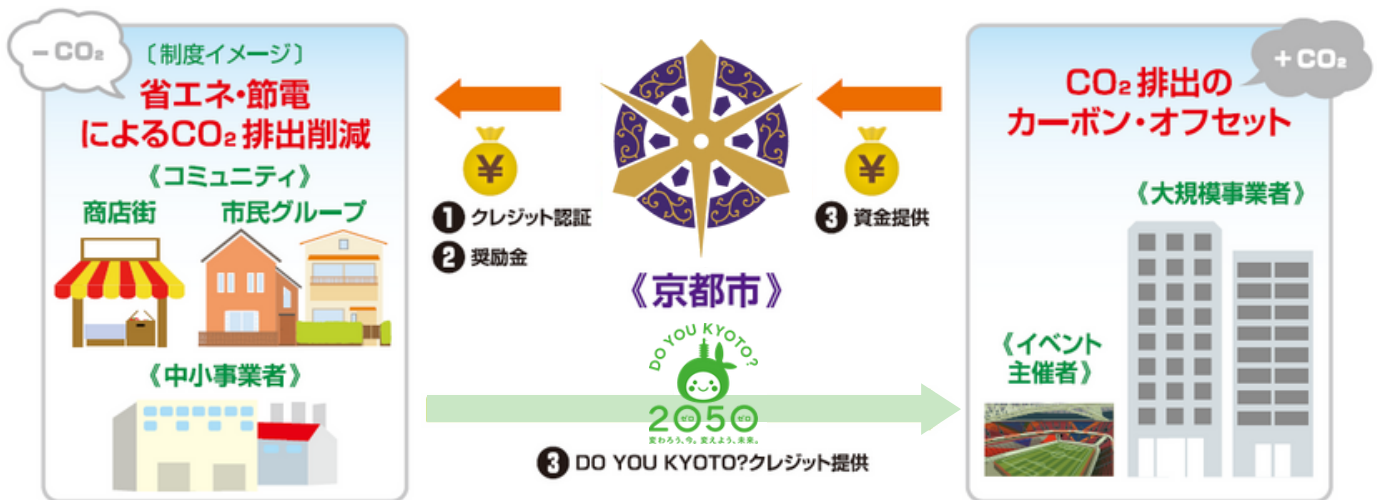 －CO₂
〔制度イメージ〕
省エネ・節電
によるCO₂排出削減
《コミュニティ》
商店街
市民グループ
《中小事業者》
¥
❶ クレジット認証
❷ 奨励金
《京都市》
¥
❸ 資金提供
DO YOU KYOTO?
2050
ゼロ ゼロ
変わろう、今。変えよう、未来。
❸ DO YOU KYOTO?クレジット提供
＋CO₂
CO₂排出の
カーボン・オフセット
《大規模事業者》
《イベント
主催者》